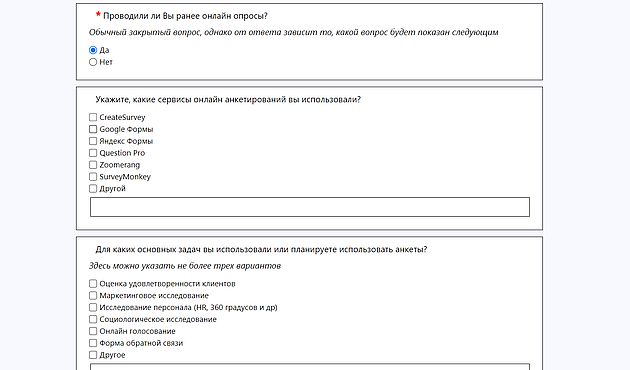 * Проводили ли Вы ранее онлайн опросы?
Обычный закрытый вопрос, однако от ответа зависит то, какой вопрос будет показан следующим
Да
Нет
Укажите, какие сервисы онлайн анкетирований вы использовали?
CreateSurvey
Google Формы
Яндекс Формы
Question Pro
Zoomerang
SurveyMonkey
Другой
Для каких основных задач вы использовали или планируете использовать анкеты?
Здесь можно указать не более трех вариантов
Оценка удовлетворенности клиентов
Маркетинговое исследование
Исследование персонала (HR, 360 градусов и др)
Социологическое исследование
Онлайн голосование
Форма обратной связи
Другое